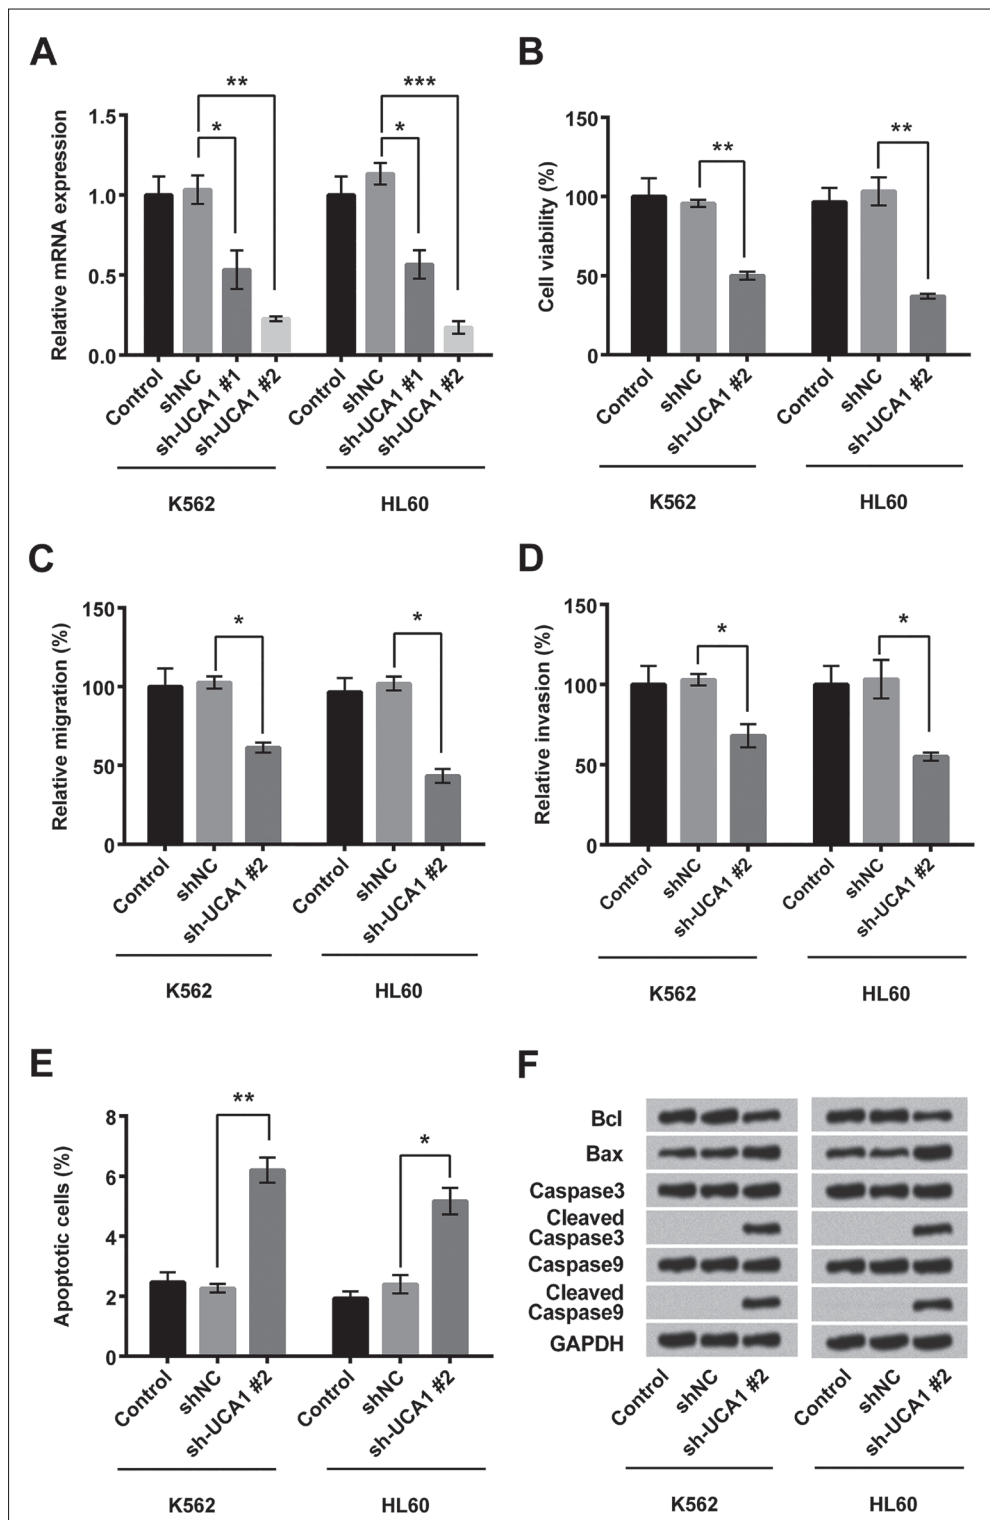 A
**
***
*
*
Relative mRNA expression
1.5
1.0
0.5
0.0
Control
shNC
sh-UCA1 #1
sh-UCA1 #2
Control
shNC
sh-UCA1 #1
sh-UCA1 #2
K562
HL60
B
**
**
Cell viability (%)
150
100
50
0
Control
shNC
sh-UCA1 #2
Control
shNC
sh-UCA1 #2
K562
HL60
C
*
*
Relative migration (%)
150
100
50
0
Control
shNC
sh-UCA1 #2
Control
shNC
sh-UCA1 #2
K562
HL60
D
*
*
Relative invasion (%)
150
100
50
0
Control
shNC
sh-UCA1 #2
Control
shNC
sh-UCA1 #2
K562
HL60
E
**
*
Apoptotic cells (%)
8
6
4
2
0
Control
shNC
sh-UCA1 #2
Control
shNC
sh-UCA1 #2
K562
HL60
F
Bcl
Bax
Caspase3
Cleaved
Caspase3
Caspase9
Cleaved
Caspase9
GAPDH
Control
shNC
sh-UCA1 #2
Control
shNC
sh-UCA1 #2
K562
HL60